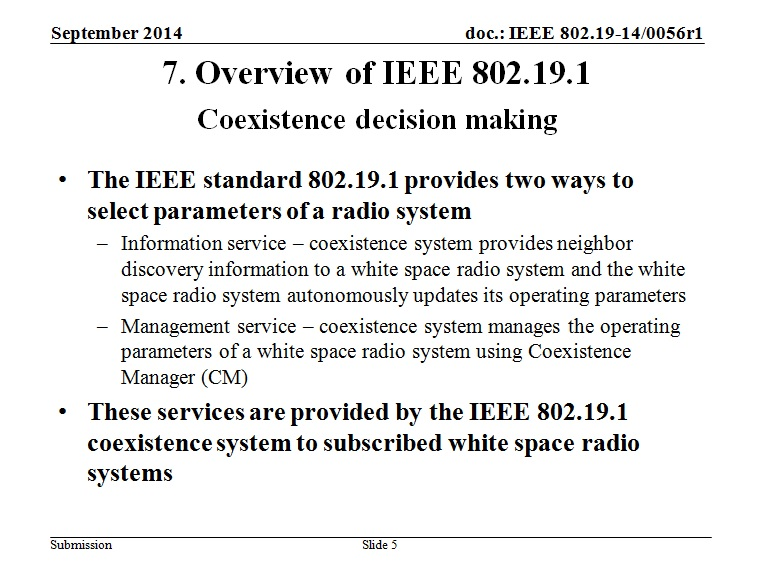 September 2014 doc.: IEEE 802.19-14/0056r1
7. Overview of IEEE 802.19.1
Coexistence decision making
• The IEEE standard 802.19.1 provides two ways to
select parameters of a radio system
– Information service – coexistence system provides neighbor
discovery information to a white space radio system and the white
space radio system autonomously updates its operating parameters
– Management service – coexistence system manages the operating
parameters of a white space radio system using Coexistence
Manager (CM)
• These services are provided by the IEEE 802.19.1
coexistence system to subscribed white space radio
systems
Submission Slide 5